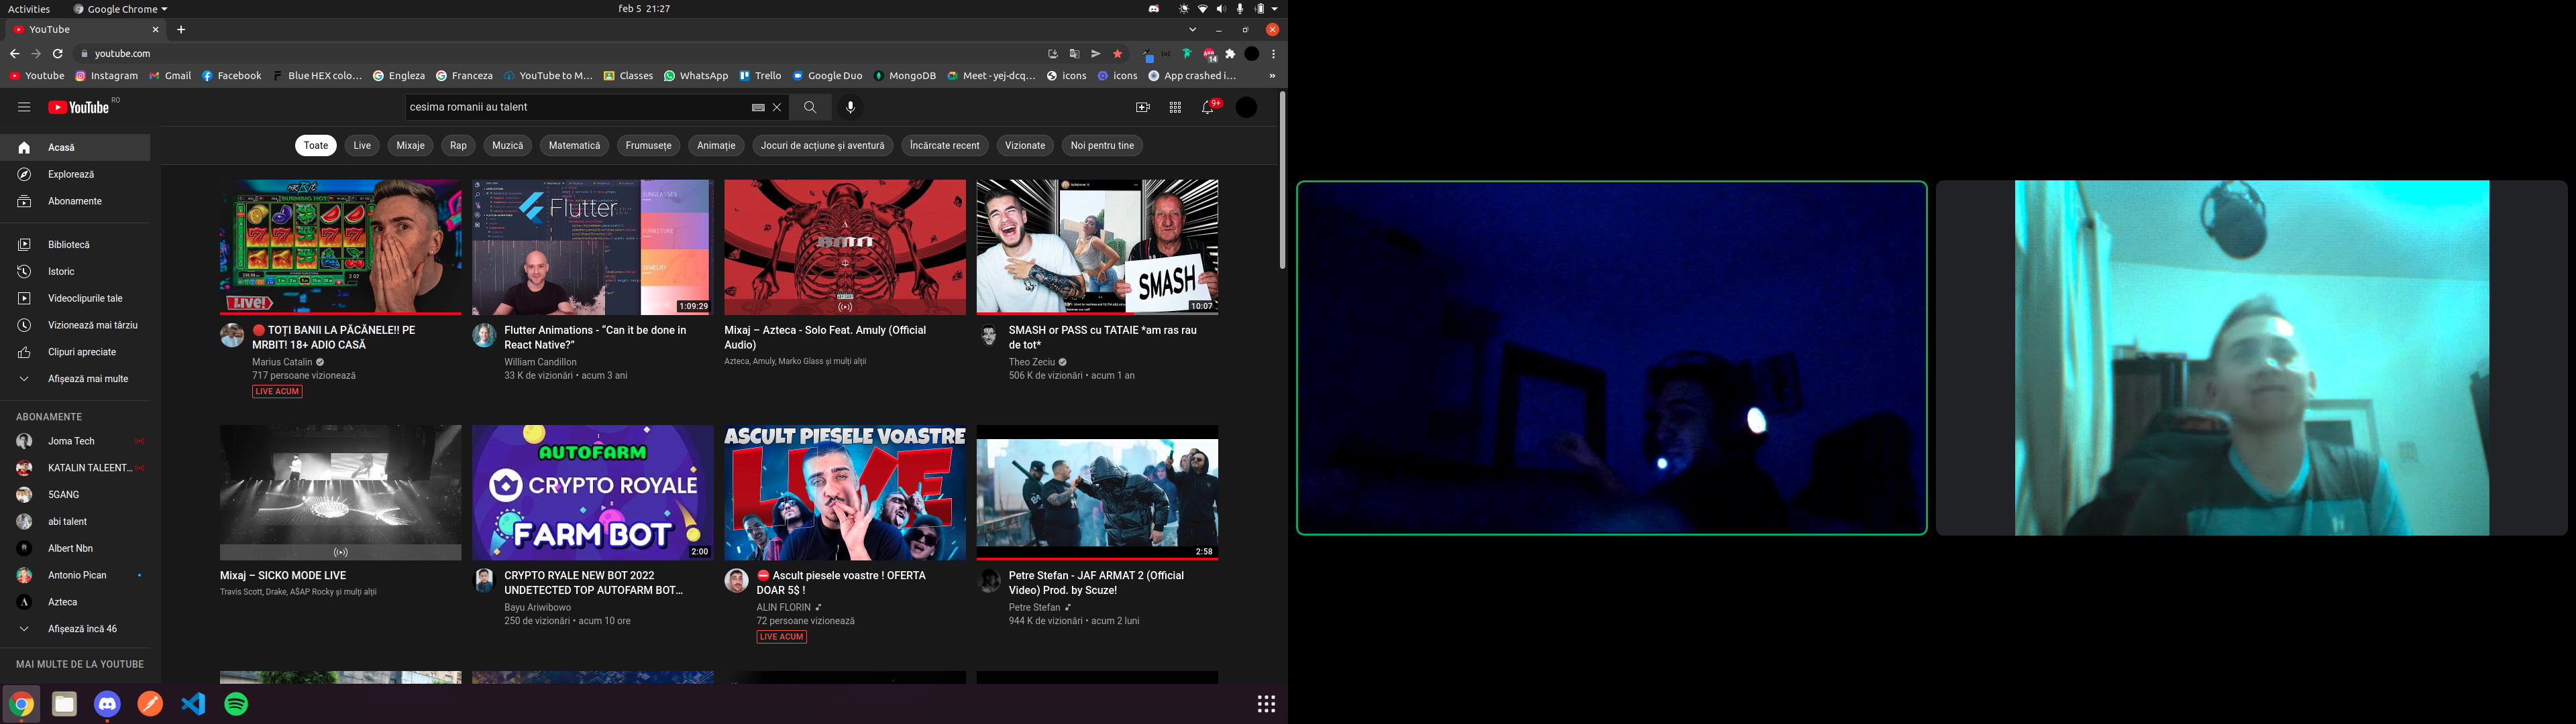 Activities
Google Chrome
feb 5 21:27
YouTube
youtube.com
14
Youtube
Instagram
Gmail
Facebook
Blue HEX colo…
Engleza
Franceza
YouTube to M…
Classes
WhatsApp
Trello
Google Duo
MongoDB
Meet - yej-dcq…
icons
icons
App crashed i…
»
YouTube RO
cesima romanii au talent
9+
Toate
Live
Mixaje
Rap
Muzică
Matematică
Frumusețe
Animație
Jocuri de acțiune și aventură
Încărcate recent
Vizionate
Noi pentru tine
Acasă
Explorează
Abonamente
Bibliotecă
Istoric
Videoclipurile tale
Vizionează mai târziu
Clipuri apreciate
Afișează mai multe
ABONAMENTE
Joma Tech
KATALIN TALEENT…
5GANG
abi talent
Albert Nbn
Antonio Pican
Azteca
Afișează încă 46
MAI MULTE DE LA YOUTUBE
LIVE!
TOȚI BANII LA PĂCĂNELE!! PE
MRBIT! 18+ ADIO CASĂ
Marius Catalin
717 persoane vizionează
LIVE ACUM
Flutter
SUNGLASSES
FURNITURE
JEWELRY
1:09:29
Flutter Animations - “Can it be done in
React Native?”
William Candillon
33 K de vizionări • acum 3 ani
Mixaj – Azteca - Solo Feat. Amuly (Official
Audio)
Azteca, Amuly, Marko Glass și mulți alții
SMASH
10:07
SMASH or PASS cu TATAIE *am ras rau
de tot*
Theo Zeciu
506 K de vizionări • acum 1 an
Mixaj – SICKO MODE LIVE
Travis Scott, Drake, A$AP Rocky și mulți alții
AUTOFARM
CRYPTO ROYALE
FARM BOT
2:00
CRYPTO RYALE NEW BOT 2022
UNDETECTED TOP AUTOFARM BOT…
Bayu Ariwibowo
250 de vizionări • acum 10 ore
ASCULT PIESELE VOASTRE
LIVE
Ascult piesele voastre ! OFERTA
DOAR 5$ !
ALIN FLORIN
72 persoane vizionează
LIVE ACUM
2:58
Petre Stefan - JAF ARMAT 2 (Official
Video) Prod. by Scuze!
Petre Stefan
944 K de vizionări • acum 2 luni